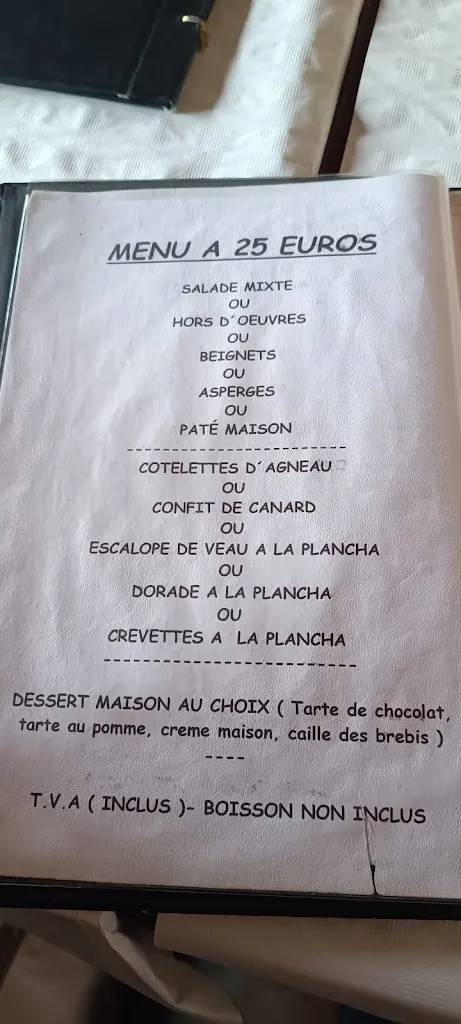 MENU A 25 EUROS
SALADE MIXTE
OU
HORS D´OEUVRES
OU
BEIGNETS
OU
ASPERGES
OU
PATÉ MAISON
----------------------
COTELETTES D´AGNEAU
OU
CONFIT DE CANARD
OU
ESCALOPE DE VEAU A LA PLANCHA
OU
DORADE A LA PLANCHA
OU
CREVETTES A LA PLANCHA
-------------------------
DESSERT MAISON AU CHOIX ( Tarte de chocolat,
tarte au pomme, creme maison, caille des brebis )
----
T.V.A ( INCLUS )- BOISSON NON INCLUS